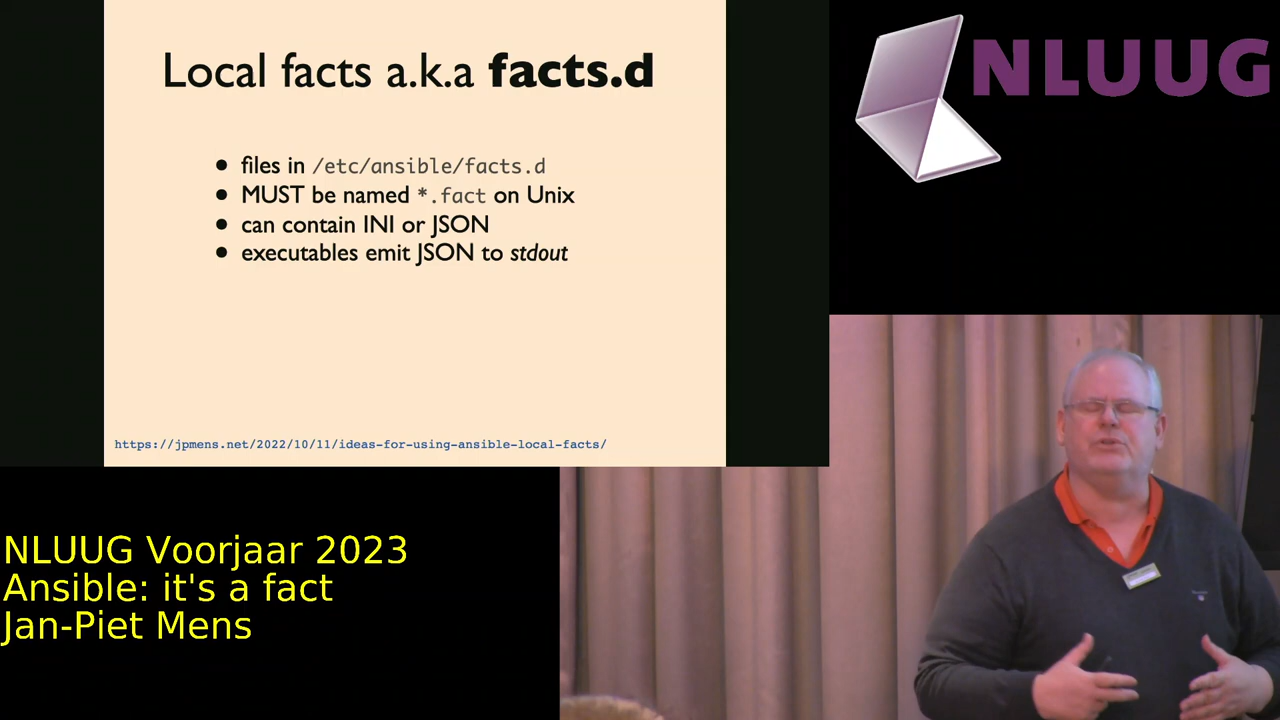 Local facts a.k.a facts.d
• files in /etc/ansible/facts.d
• MUST be named *.fact on Unix
• can contain INI or JSON
• executables emit JSON to stdout
https://jpmens.net/2022/10/11/ideas-for-using-ansible-local-facts/
NLUUG
NLUUG Voorjaar 2023
Ansible: it's a fact
Jan-Piet Mens